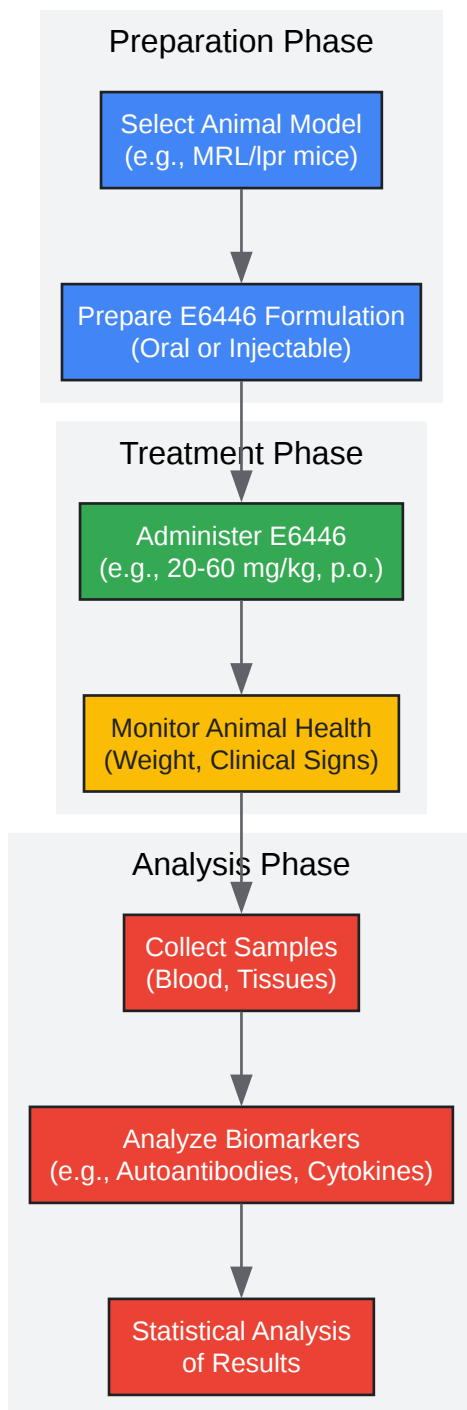 Preparation Phase
Select Animal Model
(e.g., MRL/lpr mice)
Prepare E6446 Formulation
(Oral or Injectable)
Treatment Phase
Administer E6446
(e.g., 20-60 mg/kg, p.o.)
Monitor Animal Health
(Weight, Clinical Signs)
Analysis Phase
Collect Samples
(Blood, Tissues)
Analyze Biomarkers
(e.g., Autoantibodies, Cytokines)
Statistical Analysis
of Results